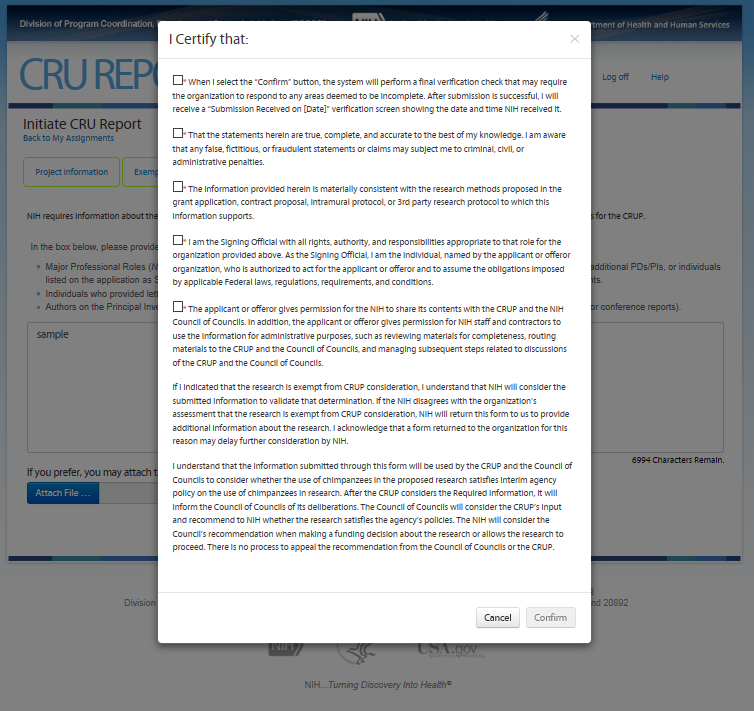 Division of Program Coordination,
rtment of Health and Human Services
I Certify that:
×
CRU REPO
Log off
Help
Initiate CRU Report
Back to My Assignments
Project Information
Exemp
* When I select the "Confirm" button, the system will perform a final verification check that may require
the organization to respond to any areas deemed to be incomplete. After submission is successful, I will
receive a "Submission Received on [Date]" verification screen showing the date and time NIH received it.
* That the statements herein are true, complete, and accurate to the best of my knowledge. I am aware
that any false, fictitious, or fraudulent statements or claims may subject me to criminal, civil, or
administrative penalties.
* The information provided herein is materially consistent with the research methods proposed in the
grant application, contract proposal, intramural protocol, or 3rd party research protocol to which this
information supports.
* I am the Signing Official with all rights, authority, and responsibilities appropriate to that role for the
organization provided above. As the Signing Official, I am the individual, named by the applicant or offeror
organization, who is authorized to act for the applicant or offeror and to assume the obligations imposed
by applicable Federal laws, regulations, requirements, and conditions.
* The applicant or offeror gives permission for the NIH to share its contents with the CRUP and the NIH
Council of Councils. In addition, the applicant or offeror gives permission for NIH staff and contractors to
use the information for administrative purposes, such as reviewing materials for completeness, routing
materials to the CRUP and the Council of Councils, and managing subsequent steps related to discussions
of the CRUP and the Council of Councils.
If I indicated that the research is exempt from CRUP consideration, I understand that NIH will consider the
submitted information to validate that determination. If the NIH disagrees with the organization's
assessment that the research is exempt from CRUP consideration, NIH will return this form to us to provide
additional information about the research. I acknowledge that a form returned to the organization for this
reason may delay further consideration by NIH.
I understand that the information submitted through this form will be used by the CRUP and the Council of
Councils to consider whether the use of chimpanzees in the proposed research satisfies interim agency
policy on the use of chimpanzees in research. After the CRUP considers the Required Information, it will
inform the Council of Councils of its deliberations. The Council of Councils will consider the CRUP's input
and recommend to NIH whether the research satisfies the agency's policies. The NIH will consider the
Council's recommendation when making a funding decision about the research or allows the research to
proceed. There is no process to appeal the recommendation from the Council of Councils or the CRUP.
Cancel
Confirm
NIH requires information about the
s for the CRUP.
In the box below, please provide
Major Professional Roles (N
additional PDs/PIs, or individuals
listed on the application as S
nts.
Individuals who provided lett
Authors on the Principal Inve
or conference reports).
sample
6994 Characters Remain.
If you prefer, you may attach t
Attach File ...
Division
nd 20892
NIH
USA.gov
NIH...Turning Discovery Into Health®